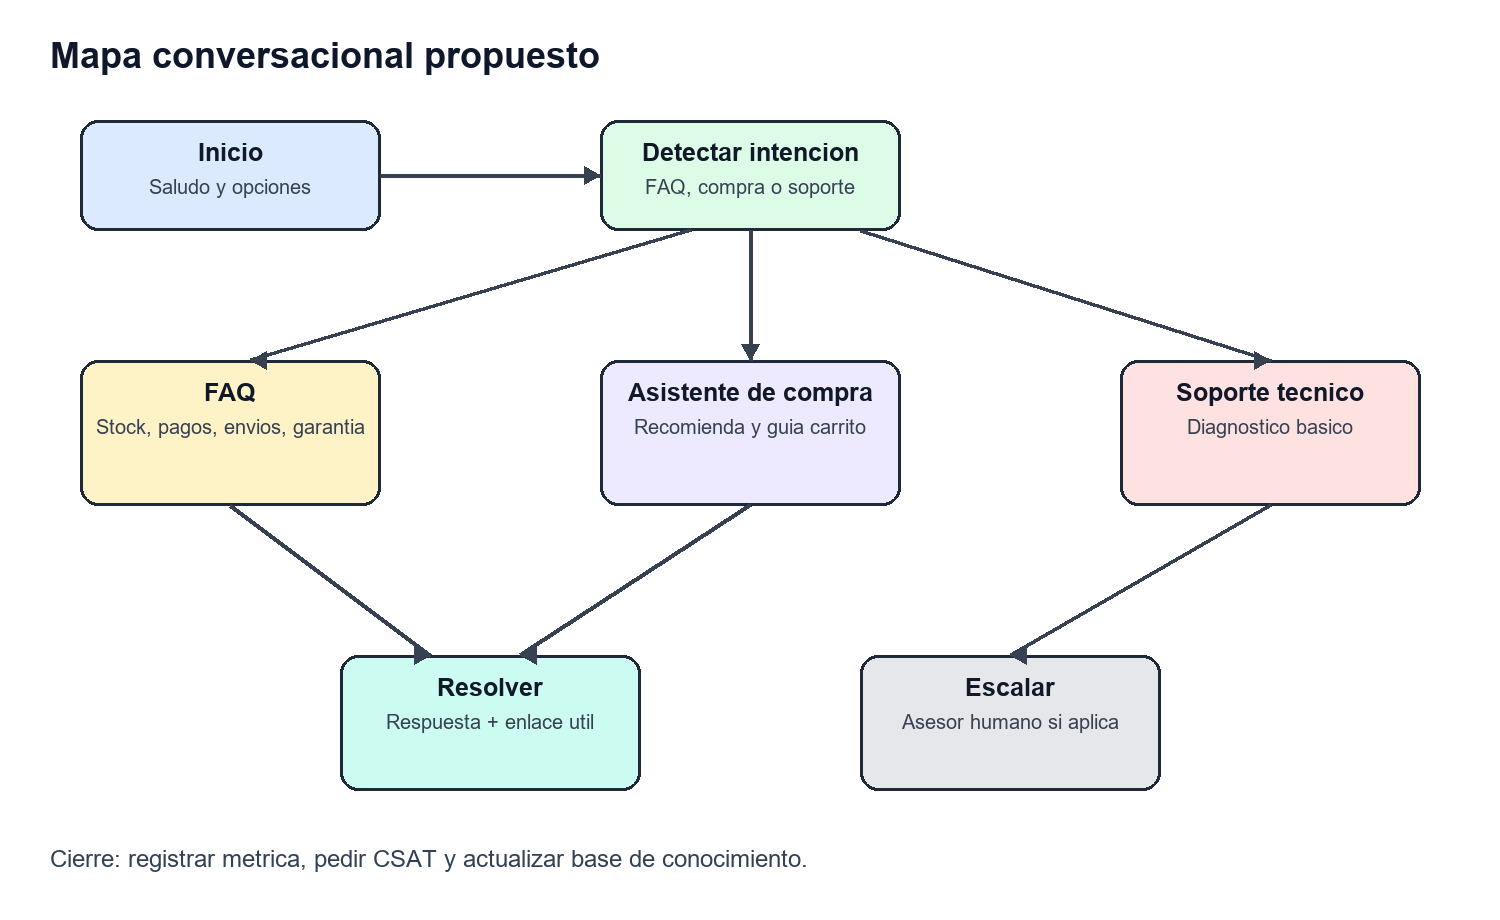 Mapa conversacional propuesto
Inicio
Saludo y opciones
Detectar intencion
FAQ, compra o soporte
FAQ
Stock, pagos, envios, garantia
Asistente de compra
Recomienda y guia carrito
Soporte tecnico
Diagnostico basico
Resolver
Respuesta + enlace util
Escalar
Asesor humano si aplica
Cierre: registrar metrica, pedir CSAT y actualizar base de conocimiento.